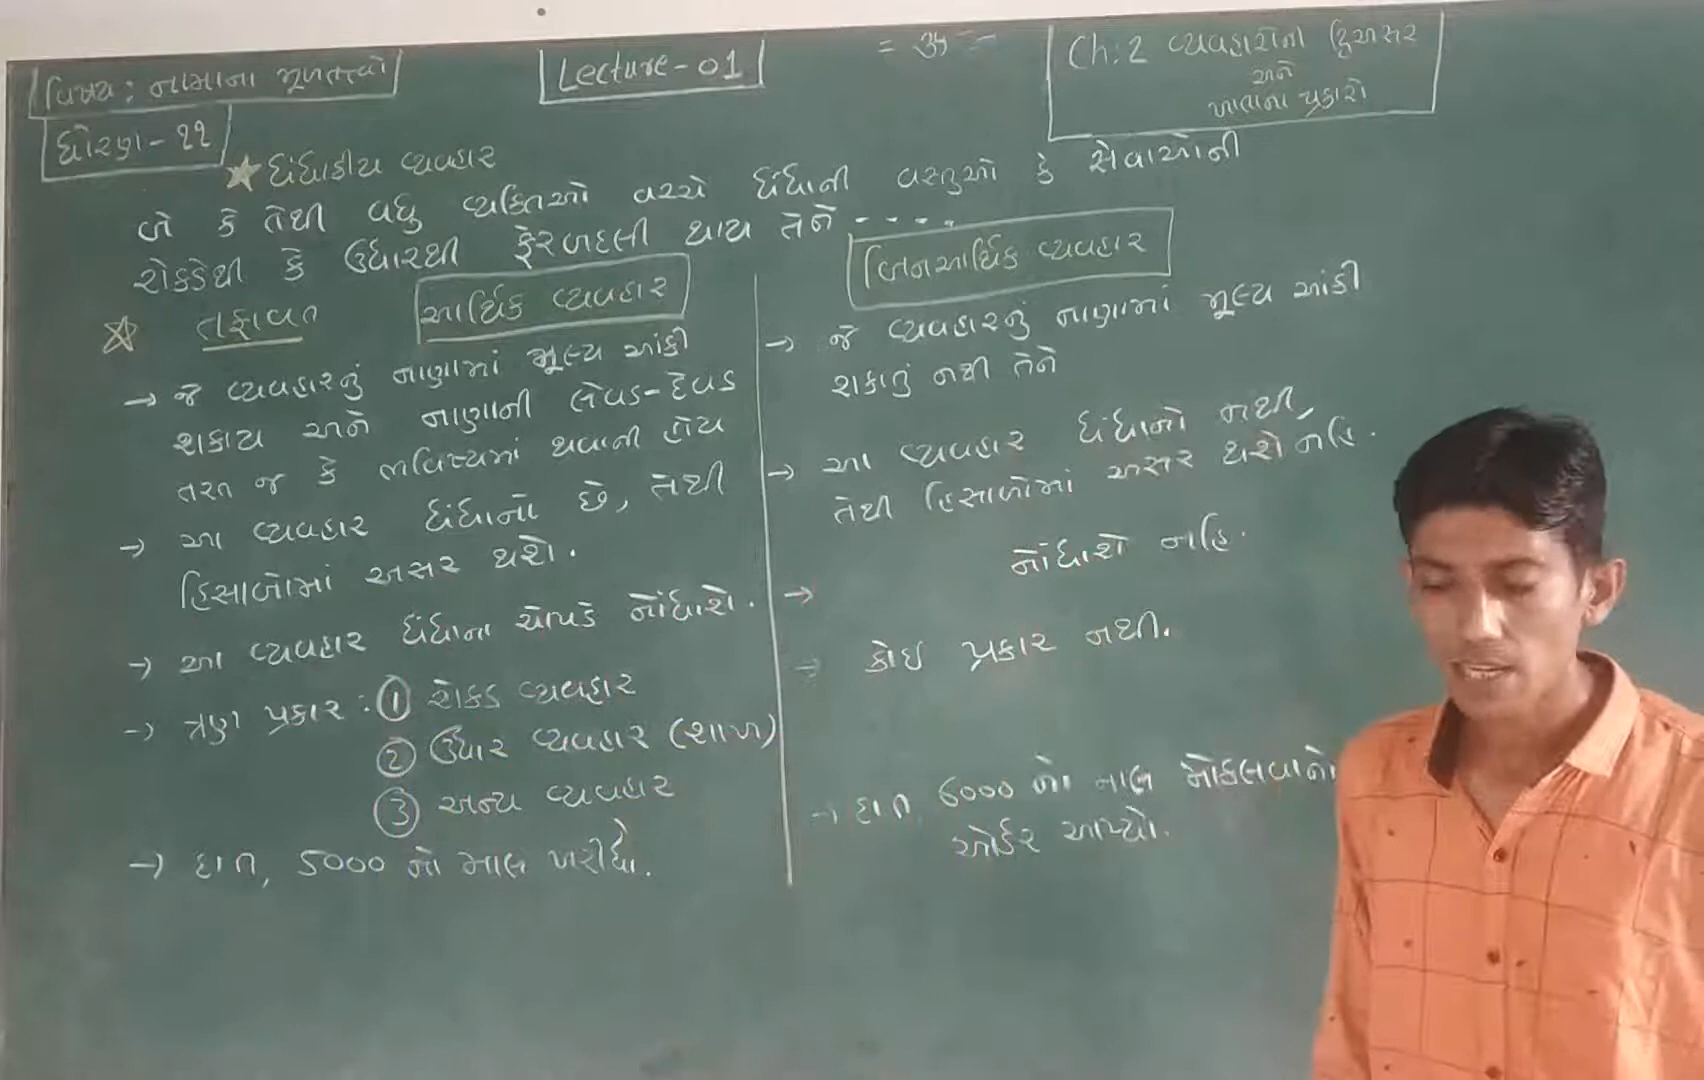 વિષય : નામાના મૂળતત્ત્વો
Lecture-01
= ૐ =
Ch:2 વ્યવહારોની દ્વિઅસર
અને
ખાતાના પ્રકારો
ધોરણ-૧૧
ધંધાકીય વ્યવહાર
બે કે તેથી વધુ વ્યક્તિઓ વચ્ચે ધંધાની વસ્તુઓ કે સેવાઓની
રોકડેથી કે ઉધારથી ફેરબદલી થાય તેને - - - -
તફાવત
આર્થિક વ્યવહાર
→ જે વ્યવહારનું નાણામાં મૂલ્ય આંકી
શકાય અને નાણાની લેવડ-દેવડ
તરત જ કે ભવિષ્યમાં થવાની હોય
→ આ વ્યવહાર ધંધાનો છે, તેથી
હિસાબોમાં અસર થશે.
→ આ વ્યવહાર ધંધાના ચોપડે નોંધાશે.
→ ત્રણ પ્રકાર : ① રોકડ વ્યવહાર
② ઉધાર વ્યવહાર (શાખ)
③ અન્ય વ્યવહાર
→ દા ત, 5000 નો માલ ખરીદ્યો.
બિનઆર્થિક વ્યવહાર
→ જે વ્યવહારનું નાણામાં મૂલ્ય આંકી
શકાતું નથી તેને
→ આ વ્યવહાર ધંધાનો નથી,
તેથી હિસાબોમાં અસર થશે નહિ.
→ નોંધાશે નહિ.
→ કોઈ પ્રકાર નથી.
→ દા ત, 6000 નો માલ મોકલવાનો
ઓર્ડર આપ્યો.